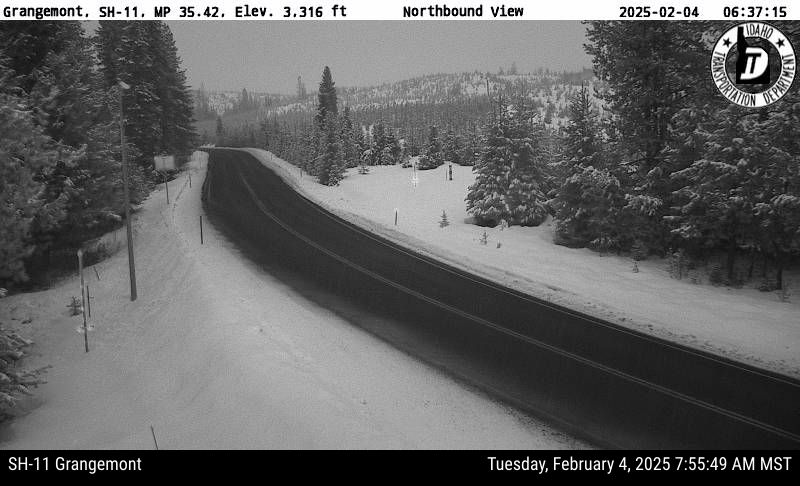 Grangemont, SH-11, MP 35.42, Elev. 3,316 ft Northbound View 2025-02-04 06:37:15
IDAHO
TRANSPORTATION DEPARTMENT
SH-11 Grangemont Tuesday, February 4, 2025 7:55:49 AM MST